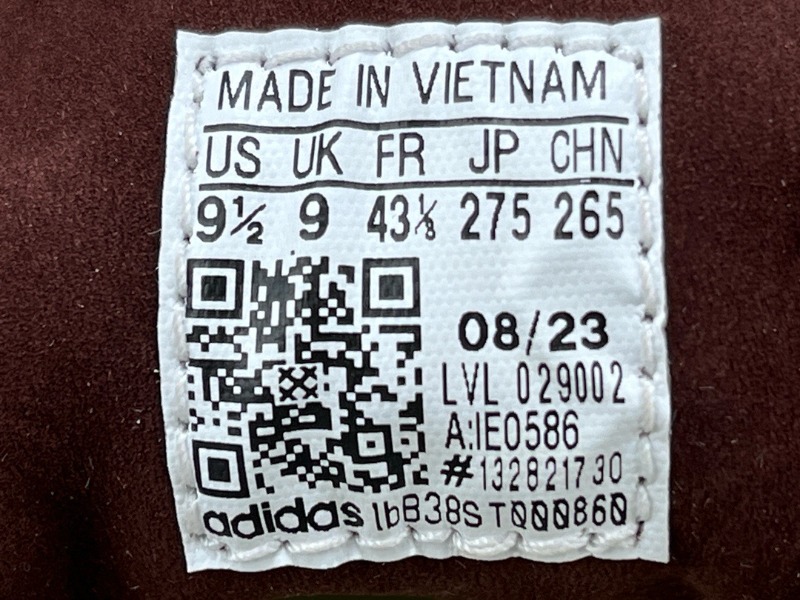 MADE IN VIETNAM
US UK FR JP CHN
9½ 9 43⅓ 275 265
08/23
LVL 029002
A:IE0586
#132821730
adidas lbB38ST000860